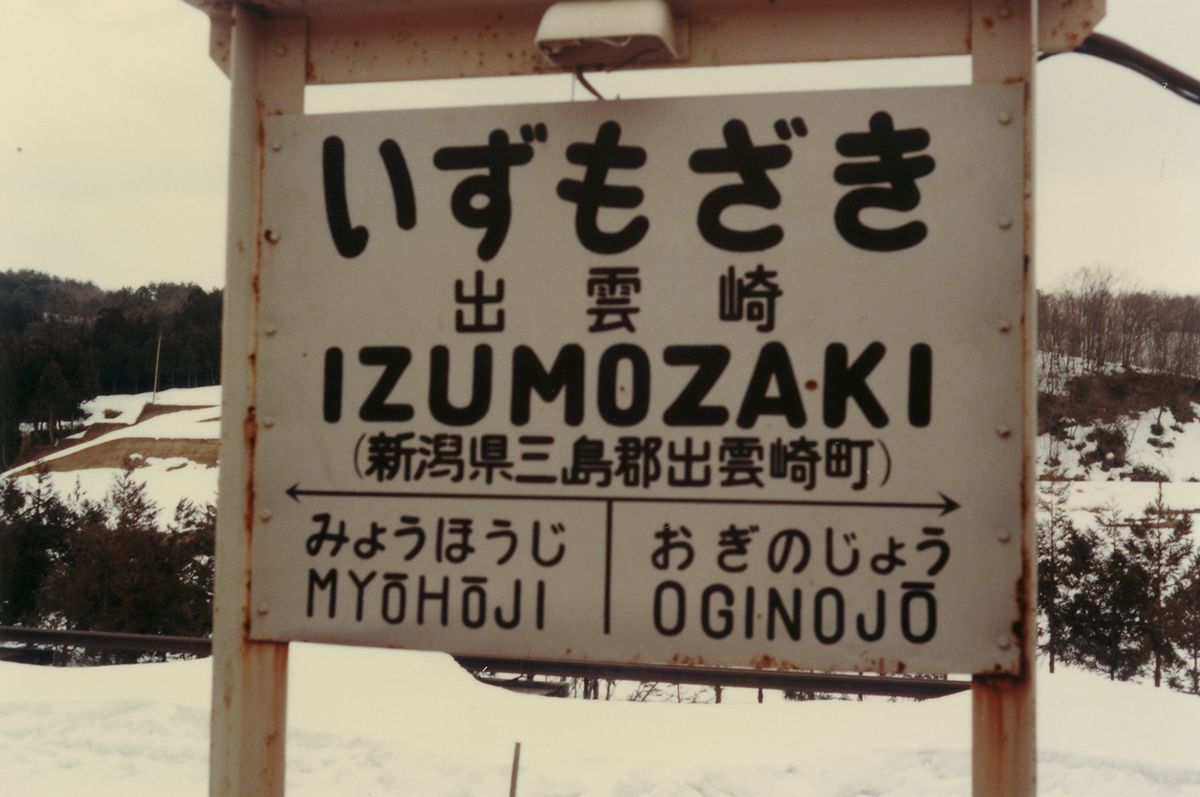 いずもざき
出雲崎
IZUMOZAKI
(新潟県三島郡出雲崎町)
みょうほうじ おぎのじょう
MYŌHŌJI OGINOJŌ